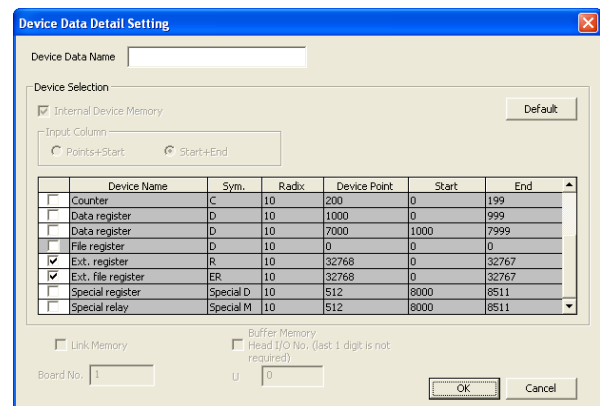 Device Data Detail Setting
Device Data Name
Device Selection
Internal Device Memory
Default
Input Column
Points+Start Start+End
Device Name Sym. Radix Device Point Start End
Counter C 10 200 0 199
Data register D 10 1000 0 999
Data register D 10 7000 1000 7999
File register D 10 0 0 0
Ext. register R 10 32768 0 32767
Ext. file register ER 10 32768 0 32767
Special register Special D 10 512 8000 8511
Special relay Special M 10 512 8000 8511
Link Memory
Buffer Memory
Head I/O No. (last 1 digit is not
required)
Board No. 1 U 0
OK Cancel